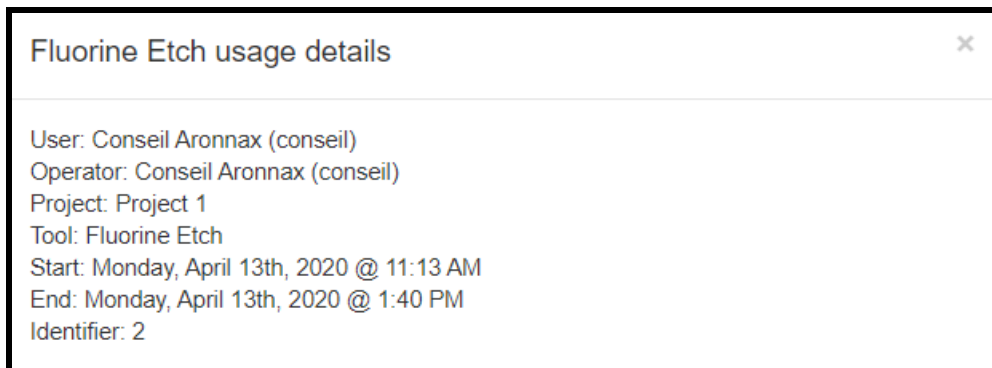 Fluorine Etch usage details
×
User: Conseil Aronnax (conseil)
Operator: Conseil Aronnax (conseil)
Project: Project 1
Tool: Fluorine Etch
Start: Monday, April 13th, 2020 @ 11:13 AM
End: Monday, April 13th, 2020 @ 1:40 PM
Identifier: 2